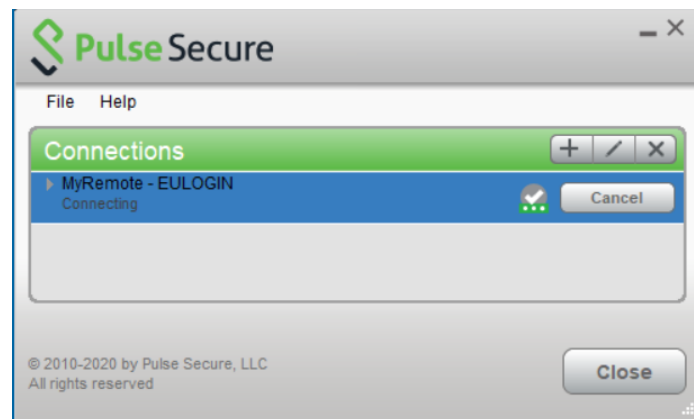 Pulse Secure
File Help
Connections
MyRemote - EULOGIN
Connecting
Cancel
© 2010-2020 by Pulse Secure, LLC
All rights reserved
Close